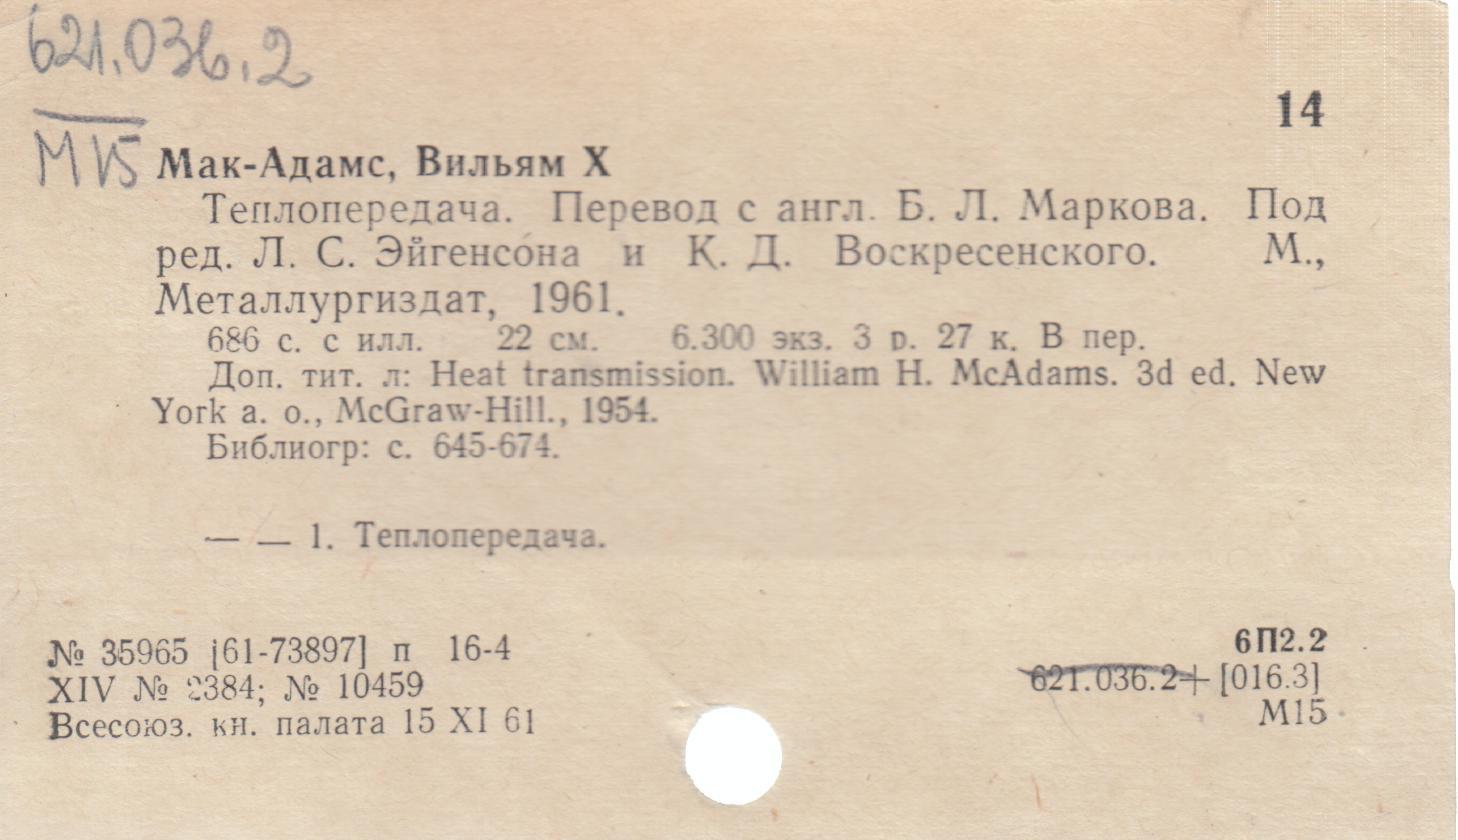 621.036.2
14
М15
Мак-Адамс, Вильям Х
Теплопередача. Перевод с англ. Б. Л. Маркова. Под
ред. Л. С. Эйгенсо́на и К. Д. Воскресенского. М.,
Металлургиздат, 1961.
686 с. с илл. 22 см. 6.300 экз. 3 р. 27 к. В пер.
Доп. тит. л: Heat transmission. William H. McAdams. 3d ed. New
York a. o., McGraw-Hill., 1954.
Библиогр: с. 645-674.
— — 1. Теплопередача.
№ 35965 [61-73897] п 16-4
6П2.2
XIV № 2384; № 10459
621.036.2+[016.3]
Всесоюз. кн. палата 15 XI 61
М15